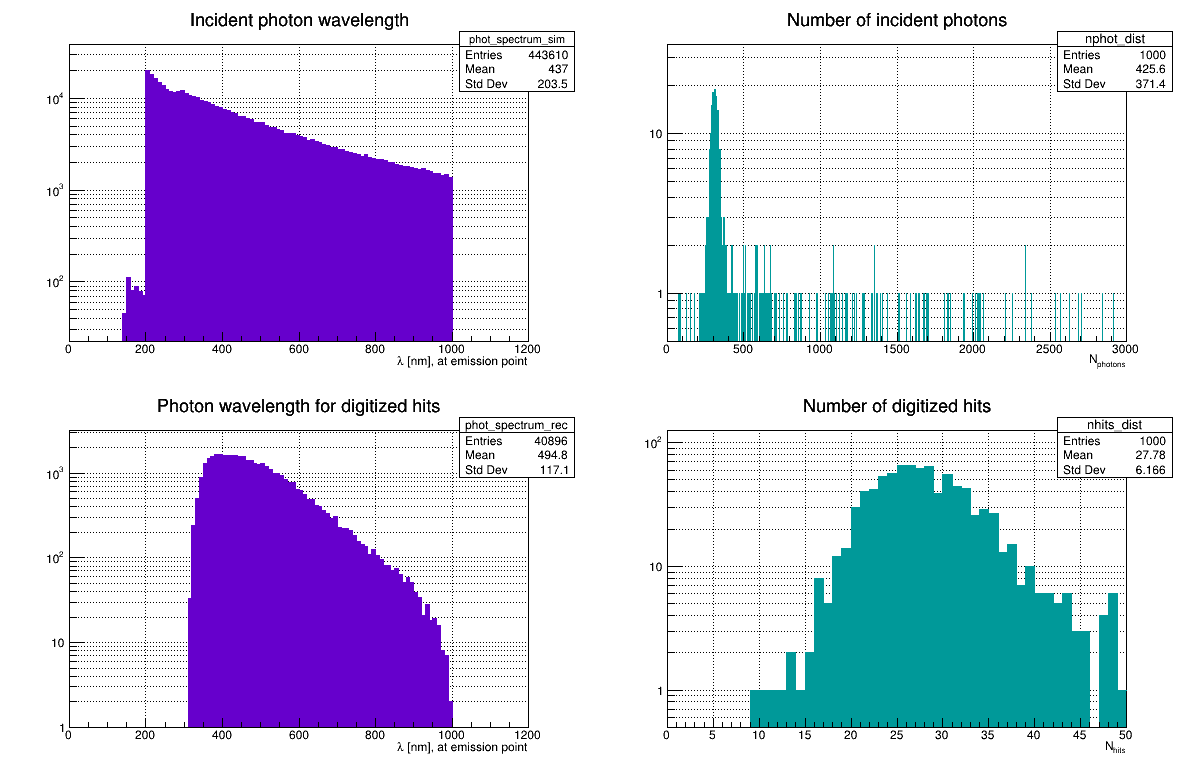 Incident photon wavelength
phot_spectrum_sim
Entries 443610
Mean 437
Std Dev 203.5
10^4
10^3
10^2
0 200 400 600 800 1000 1200
λ [nm], at emission point
Number of incident photons
nphot_dist
Entries 1000
Mean 425.6
Std Dev 371.4
10
1
0 500 1000 1500 2000 2500 3000
N_photons
Photon wavelength for digitized hits
phot_spectrum_rec
Entries 40896
Mean 494.8
Std Dev 117.1
10^3
10^2
10
1
0 200 400 600 800 1000 1200
λ [nm], at emission point
Number of digitized hits
nhits_dist
Entries 1000
Mean 27.78
Std Dev 6.166
10^2
10
1
0 5 10 15 20 25 30 35 40 45 50
N_hits